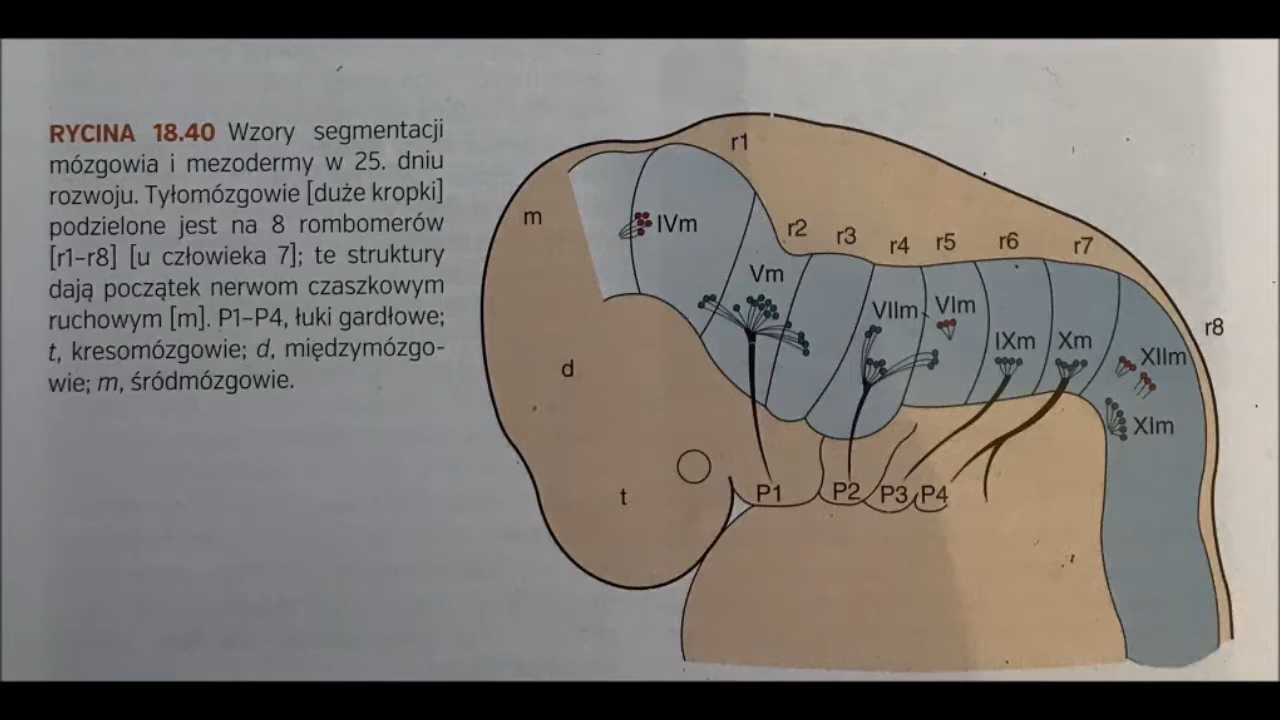 RYCINA 18.40 Wzory segmentacji
mózgowia i mezodermy w 25. dniu
rozwoju. Tyłomózgowie [duże kropki]
podzielone jest na 8 rombomerów
[r1–r8] [u człowieka 7]; te struktury
dają początek nerwom czaszkowym
ruchowym [m]. P1–P4, łuki gardłowe;
t, kresomózgowie; d, międzymózgo-
wie; m, śródmózgowie.
r1
m
IVm
r2
r3
r4
r5
r6
r7
Vm
VIIm
VIm
r8
IXm
Xm
XIIm
d
XIm
t
P1
P2
P3
P4